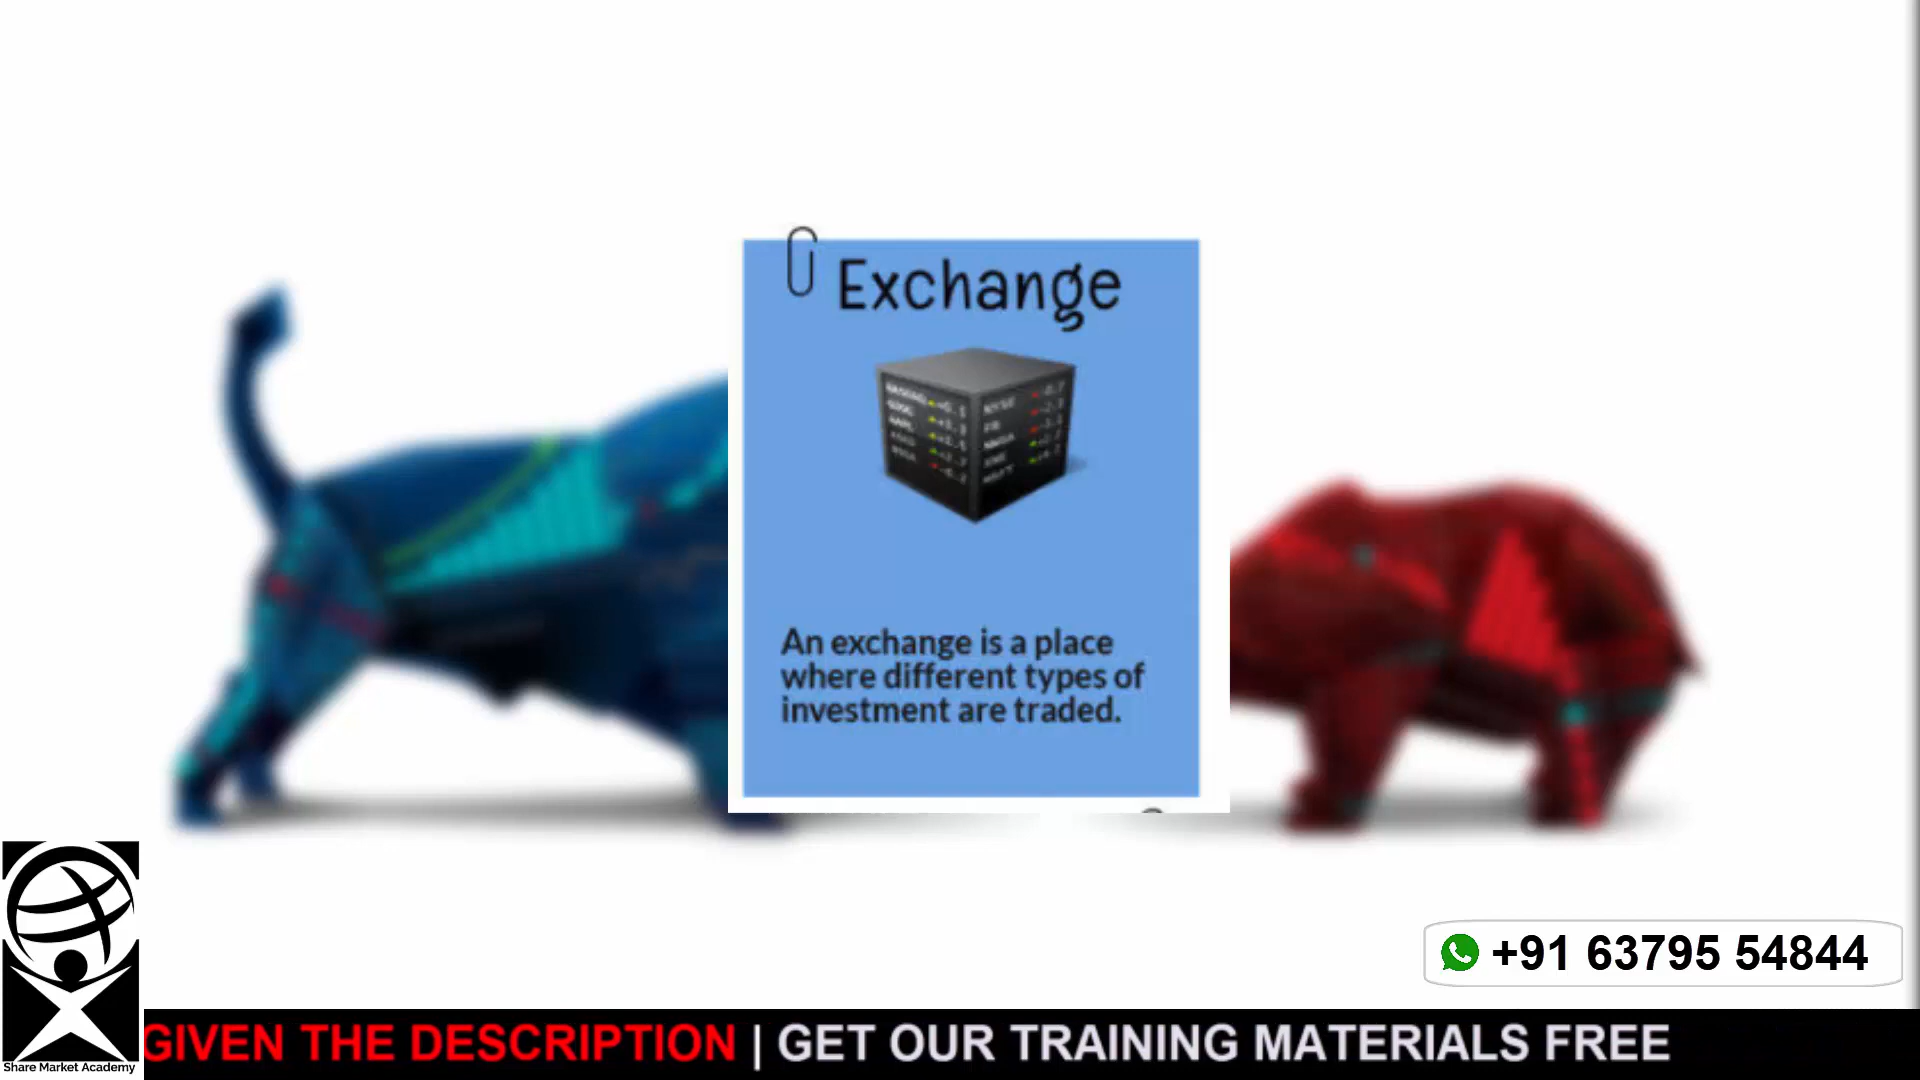 Exchange
An exchange is a place
where different types of
investment are traded.
+91 63795 54844
Share Market Academy
GIVEN THE DESCRIPTION | GET OUR TRAINING MATERIALS FREE